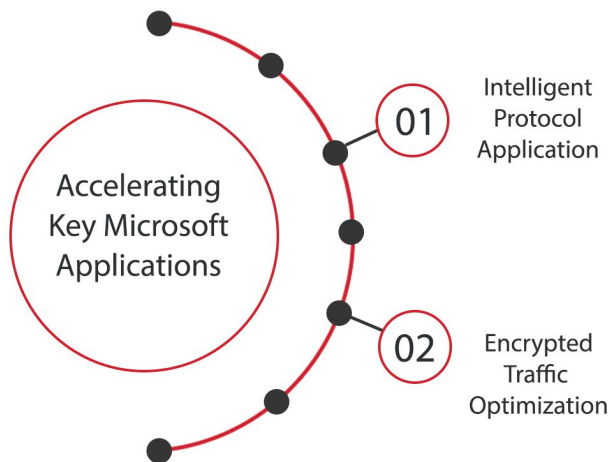 Accelerating
Key Microsoft
Applications
01
Intelligent
Protocol
Application
02
Encrypted
Traffic
Optimization